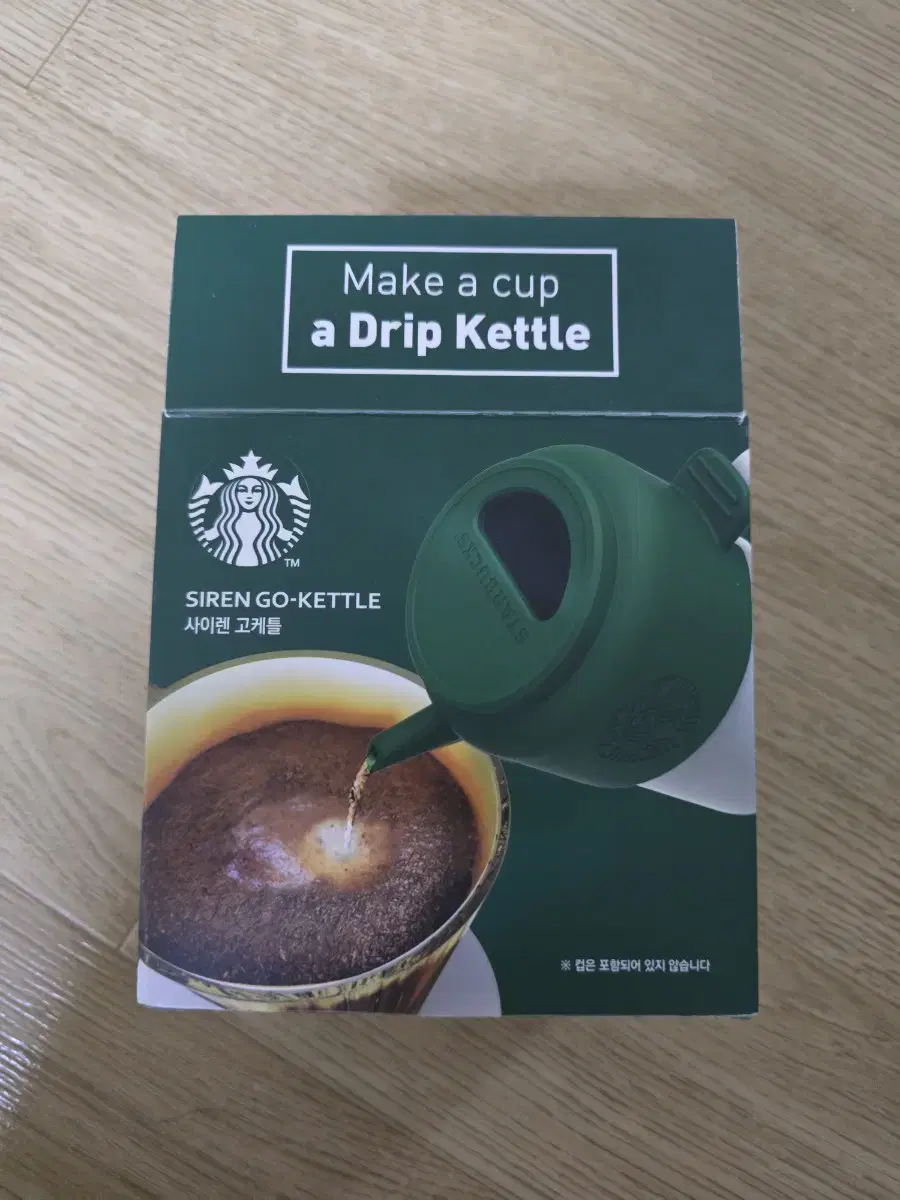 Make a cup
a Drip Kettle
TM
SIREN GO-KETTLE
사이렌 고케틀
STARBUCKS
※ 컵은 포함되어 있지 않습니다